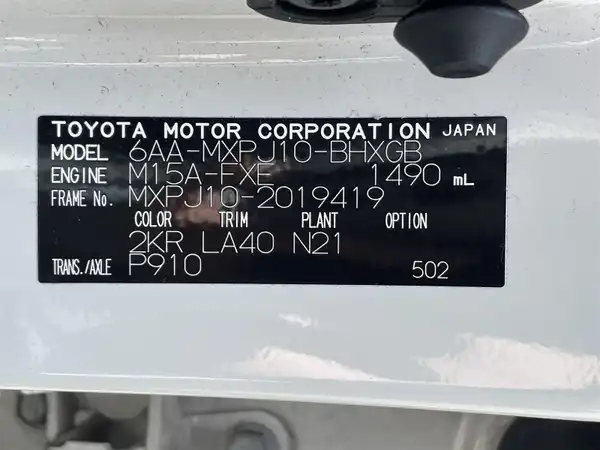 TOYOTA MOTOR CORPORATION JAPAN
MODEL 6AA-MXPJ10-BHXGB
ENGINE M15A-FXE 1490 mL
FRAME No. MXPJ10-2019419
COLOR TRIM PLANT OPTION
2KR LA40 N21
TRANS./AXLE P910 502